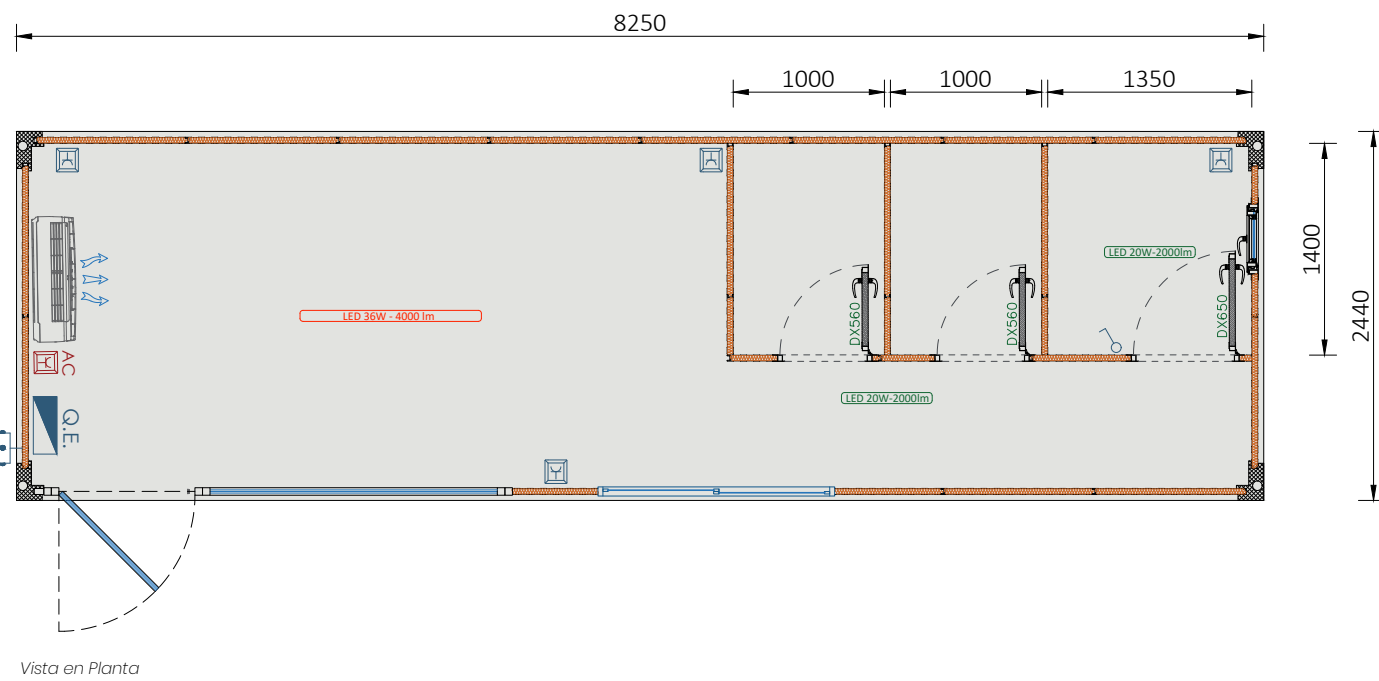 8250
1000
1000
1350
1400
2440
LED 20W-2000lm
LED 36W - 4000 lm
DX560
DX560
DX650
AC
LED 20W-2000lm
Q.E.
Vista en Planta